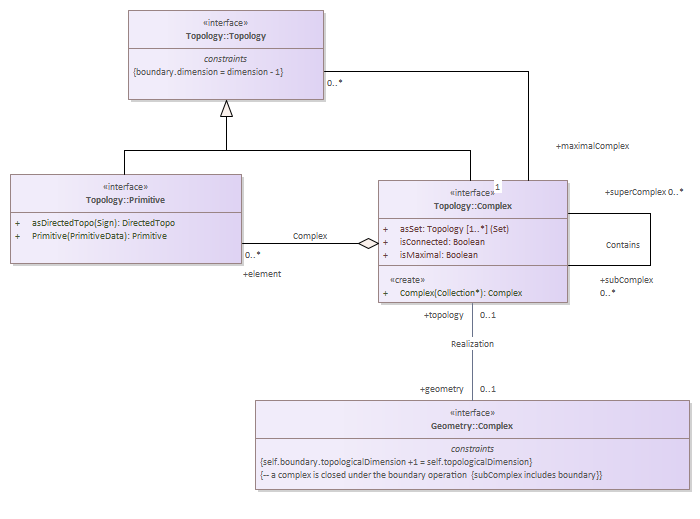 «interface»
Topology::Topology
constraints
{boundary.dimension = dimension - 1}
0..*
+maximalComplex
«interface»
Topology::Primitive
+ asDirectedTopo(Sign): DirectedTopo
+ Primitive(PrimitiveData): Primitive
Complex
0..*
+element
1
«interface»
Topology::Complex
+ asSet: Topology [1..*] (Set)
+ isConnected: Boolean
+ isMaximal: Boolean
«create»
+ Complex(Collection*): Complex
+superComplex 0..*
Contains
+subComplex
0..*
+topology 0..1
Realization
+geometry 0..1
«interface»
Geometry::Complex
constraints
{self.boundary.topologicalDimension +1 = self.topologicalDimension}
{-- a complex is closed under the boundary operation {subComplex includes boundary}}